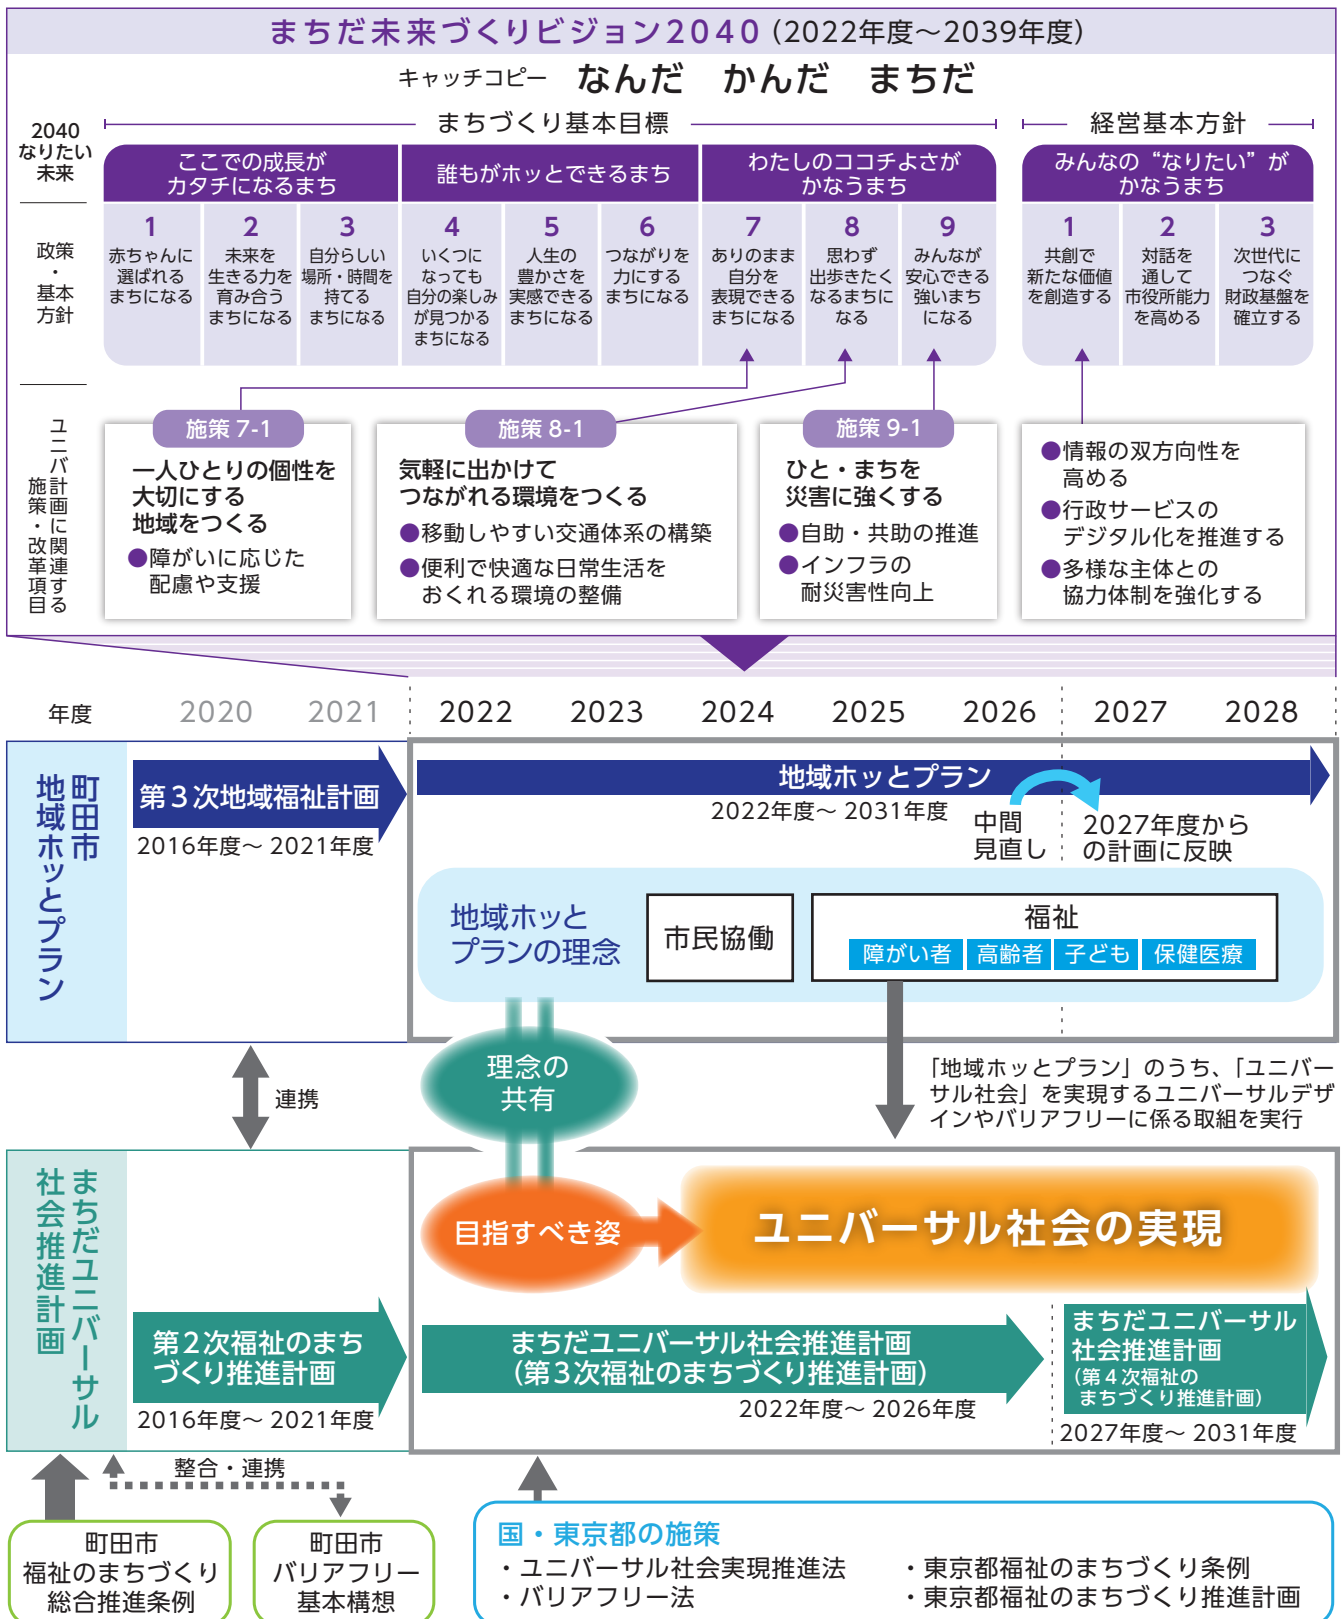 まちだ未来づくりビジョン2040（2022年度～2039年度）
キャッチコピー　なんだ　かんだ　まちだ
2040
なりたい
未来
まちづくり基本目標
経営基本方針
ここでの成長が
カタチになるまち
誰もがホッとできるまち
わたしのココチよさが
かなうまち
みんなの“なりたい”が
かなうまち
政策
・
基本
方針
1
赤ちゃんに
選ばれる
まちになる
2
未来を
生きる力を
育み合う
まちになる
3
自分らしい
場所・時間を
持てる
まちになる
4
いくつに
なっても
自分の楽しみ
が見つかる
まちになる
5
人生の
豊かさを
実感できる
まちになる
6
つながりを
力にする
まちになる
7
ありのまま
自分を
表現できる
まちになる
8
思わず
出歩きたく
なるまちに
なる
9
みんなが
安心できる
強いまち
になる
1
共創で
新たな価値
を創造する
2
対話を
通して
市役所能力
を高める
3
次世代に
つなぐ
財政基盤を
確立する
ユニバ計画に関連する
施策・改革項目
施策 7-1
一人ひとりの個性を
大切にする
地域をつくる
●障がいに応じた
配慮や支援
施策 8-1
気軽に出かけて
つながれる環境をつくる
●移動しやすい交通体系の構築
●便利で快適な日常生活を
おくれる環境の整備
施策 9-1
ひと・まちを
災害に強くする
●自助・共助の推進
●インフラの
耐災害性向上
●情報の双方向性を
高める
●行政サービスの
デジタル化を推進する
●多様な主体との
協力体制を強化する
年度 2020 2021 2022 2023 2024 2025 2026 2027 2028
町田市
地域ホッとプラン
第３次地域福祉計画
2016年度～ 2021年度
地域ホッとプラン
2022年度～ 2031年度
中間
見直し
2027年度から
の計画に反映
地域ホッと
プランの理念
市民協働
福祉
障がい者 高齢者 子ども 保健医療
理念の
共有
連携
「地域ホッとプラン」のうち、「ユニバー
サル社会」を実現するユニバーサルデザ
インやバリアフリーに係る取組を実行
まちだユニバーサル
社会推進計画
目指すべき姿
ユニバーサル社会の実現
第２次福祉のまち
づくり推進計画
2016年度～ 2021年度
まちだユニバーサル社会推進計画
（第３次福祉のまちづくり推進計画）
2022年度～ 2026年度
まちだユニバーサル
社会推進計画
（第４次福祉の
まちづくり推進計画）
2027年度～ 2031年度
整合・連携
町田市
福祉のまちづくり
総合推進条例
町田市
バリアフリー
基本構想
国・東京都の施策
・ユニバーサル社会実現推進法
・バリアフリー法
・東京都福祉のまちづくり条例
・東京都福祉のまちづくり推進計画